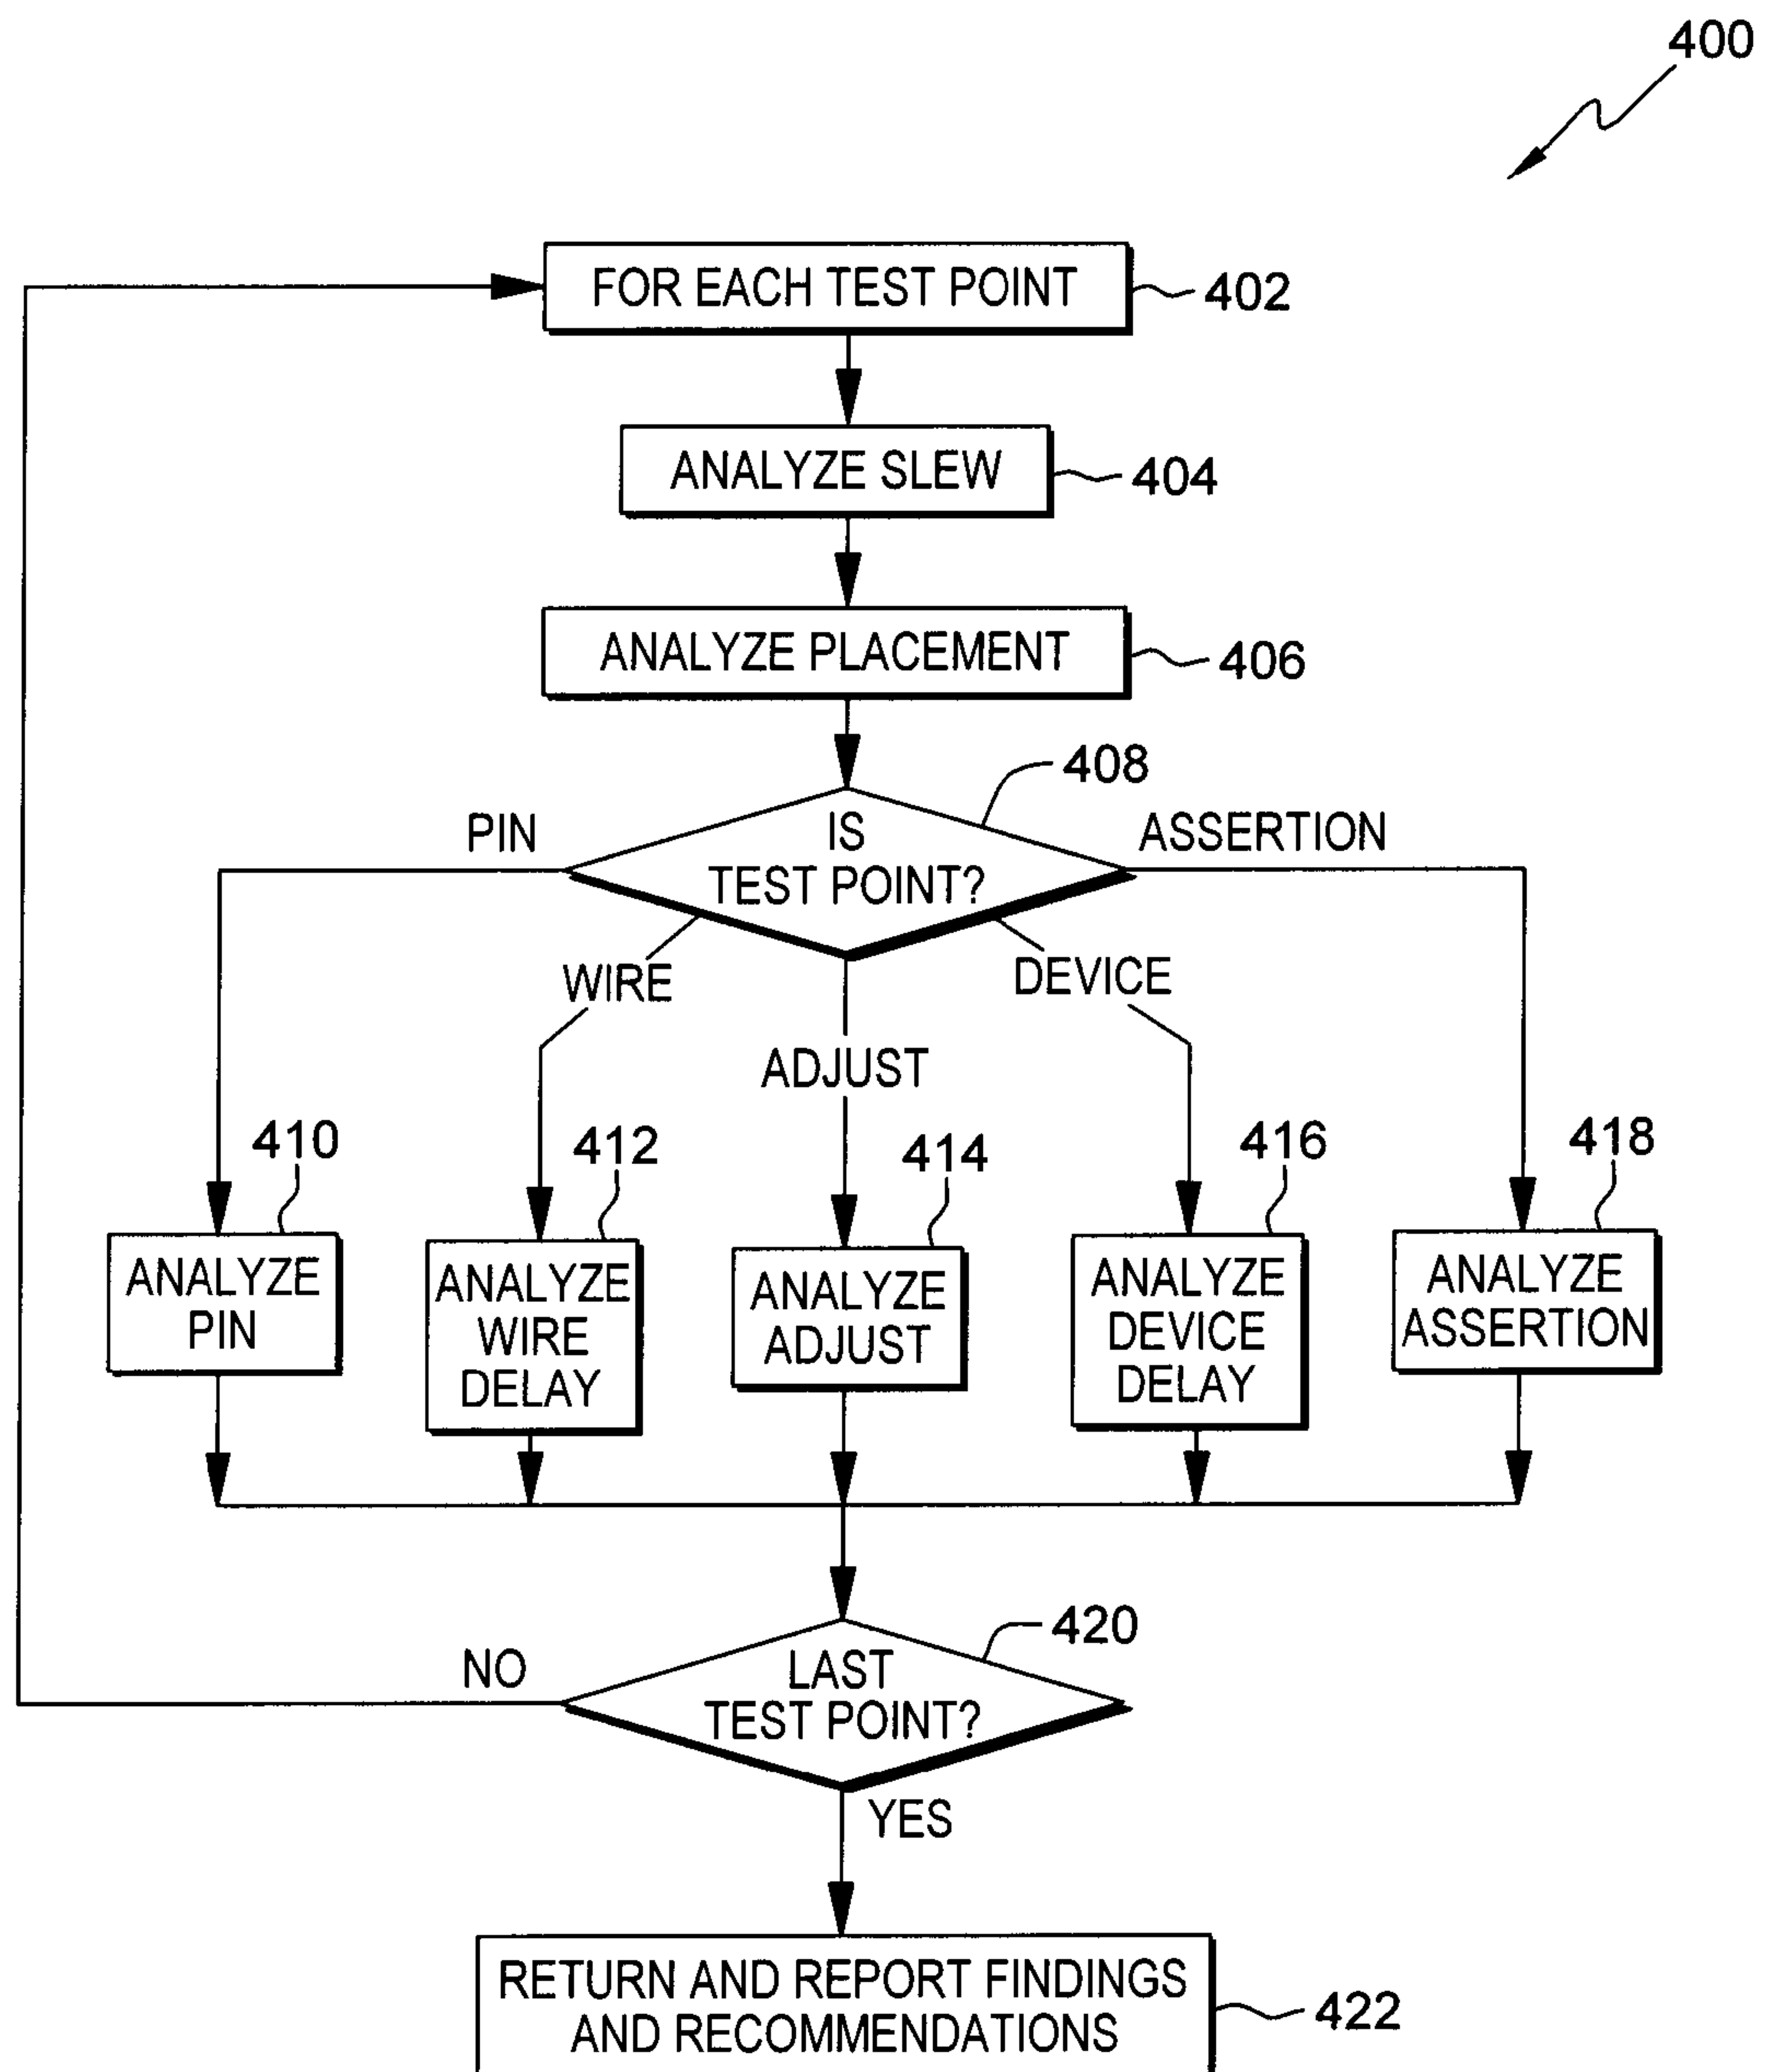 400
FOR EACH TEST POINT
402
ANALYZE SLEW
404
ANALYZE PLACEMENT
406
408
PIN
IS
TEST POINT?
ASSERTION
WIRE
DEVICE
ADJUST
410
412
414
416
418
ANALYZE
PIN
ANALYZE
WIRE
DELAY
ANALYZE
ADJUST
ANALYZE
DEVICE
DELAY
ANALYZE
ASSERTION
420
NO
LAST
TEST POINT?
YES
RETURN AND REPORT FINDINGS
AND RECOMMENDATIONS
422